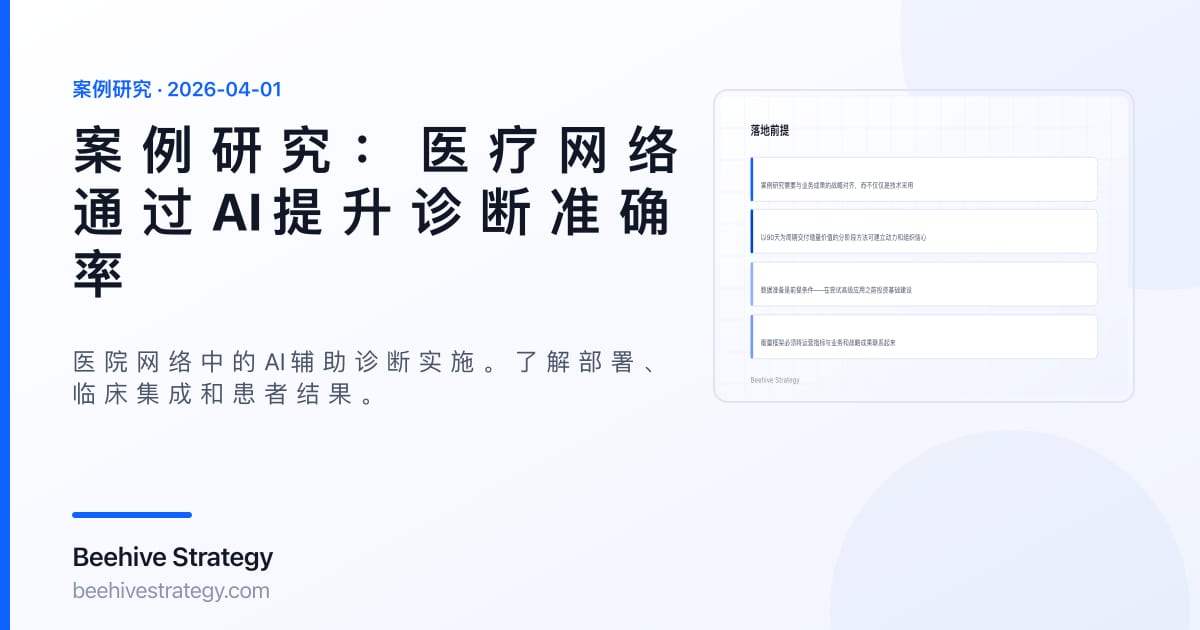 案例研究 · 2026-04-01
案例研究：医疗网络
通过AI提升诊断准确
率
医院网络中的AI辅助诊断实施。了解部署、
临床集成和患者结果。
Beehive Strategy
beehivestrategy.com
落地前提
案例研究需要与业务成果的战略对齐，而不仅仅是技术采用
以90天为周期交付增量价值的分阶段方法可建立动力和组织信心
数据准备是前提条件——在尝试高级应用之前投资基础建设
衡量框架必须将运营指标与业务和战略成果联系起来
Beehive Strategy